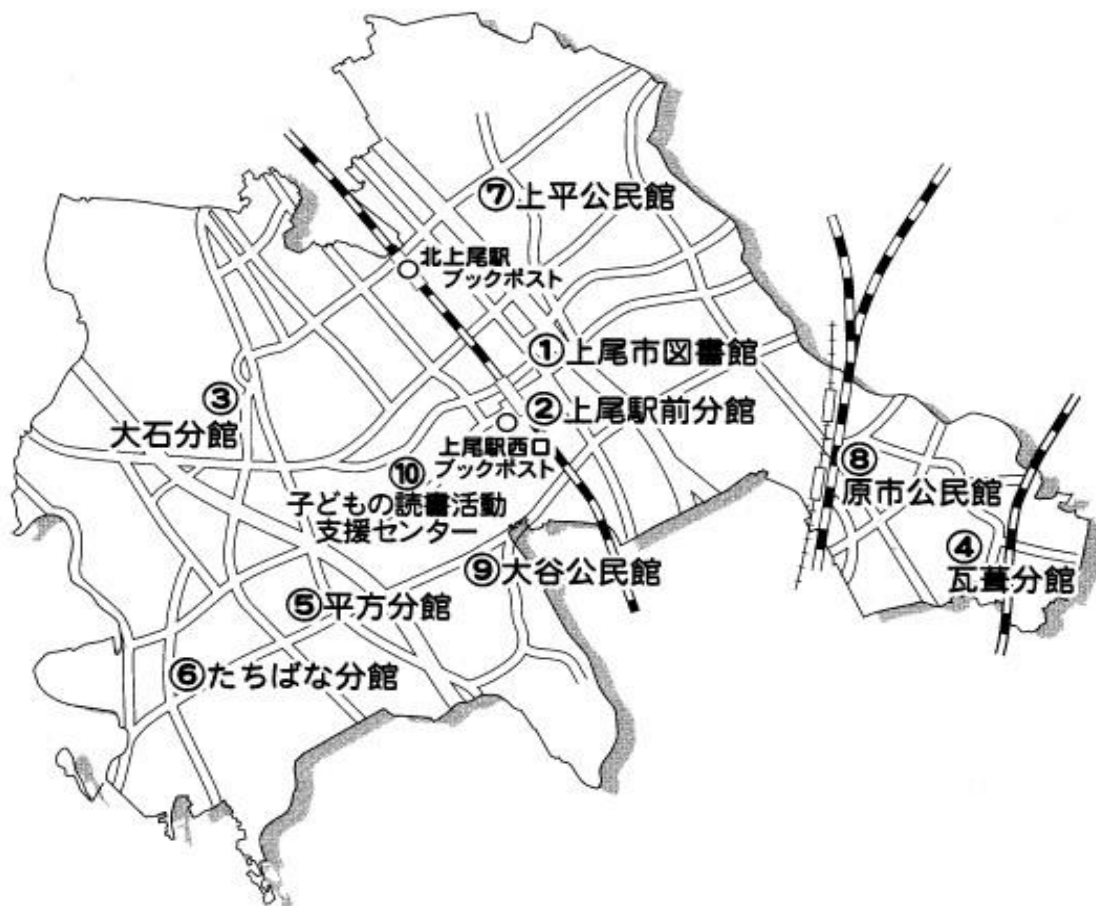 ⑦上平公民館
北上尾駅
ブックポスト
①上尾市図書館
③
大石分館
②上尾駅前分館
上尾駅西口
ブックポスト
⑩
子どもの読書活動
支援センター
⑧
原市公民館
④
瓦葺分館
⑨大谷公民館
⑤平方分館
⑥たちばな分館